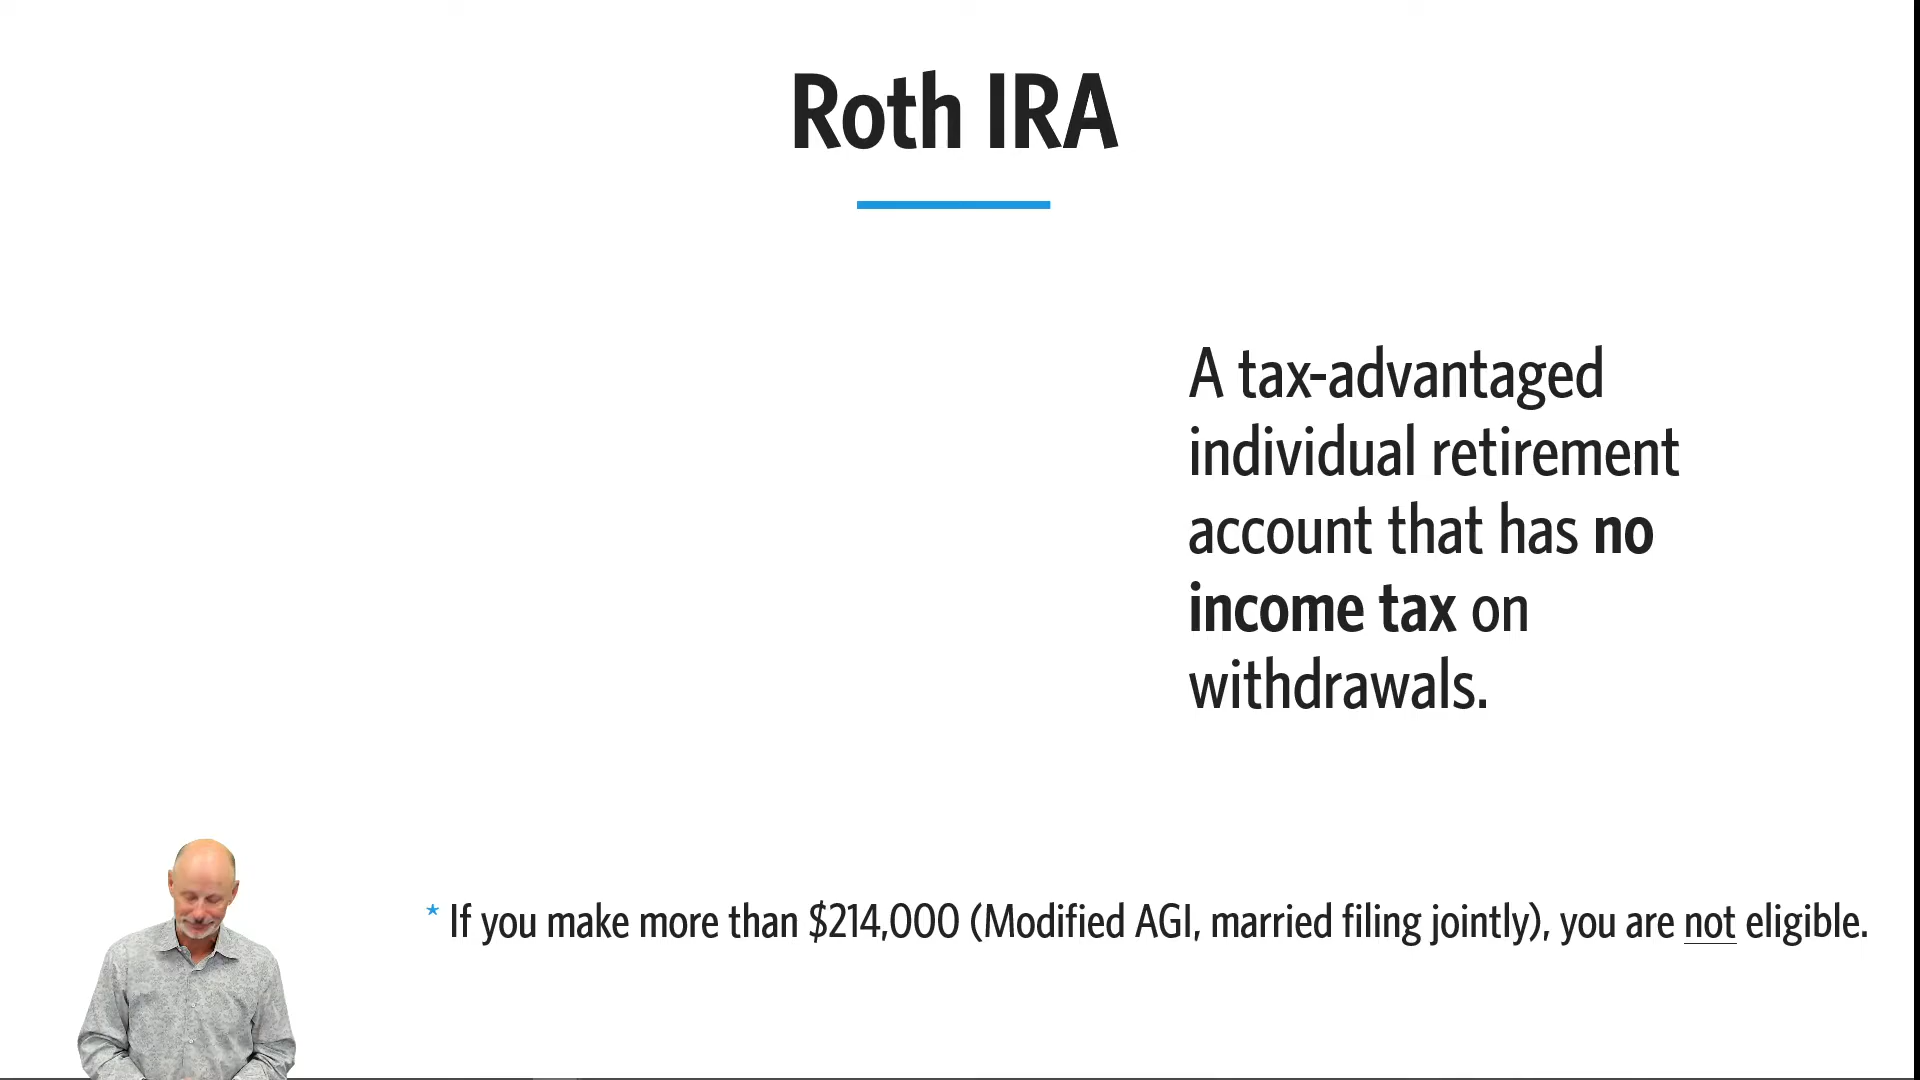 Roth IRA
A tax-advantaged
individual retirement
account that has no
income tax on
withdrawals.
* If you make more than $214,000 (Modified AGI, married filing jointly), you are not eligible.